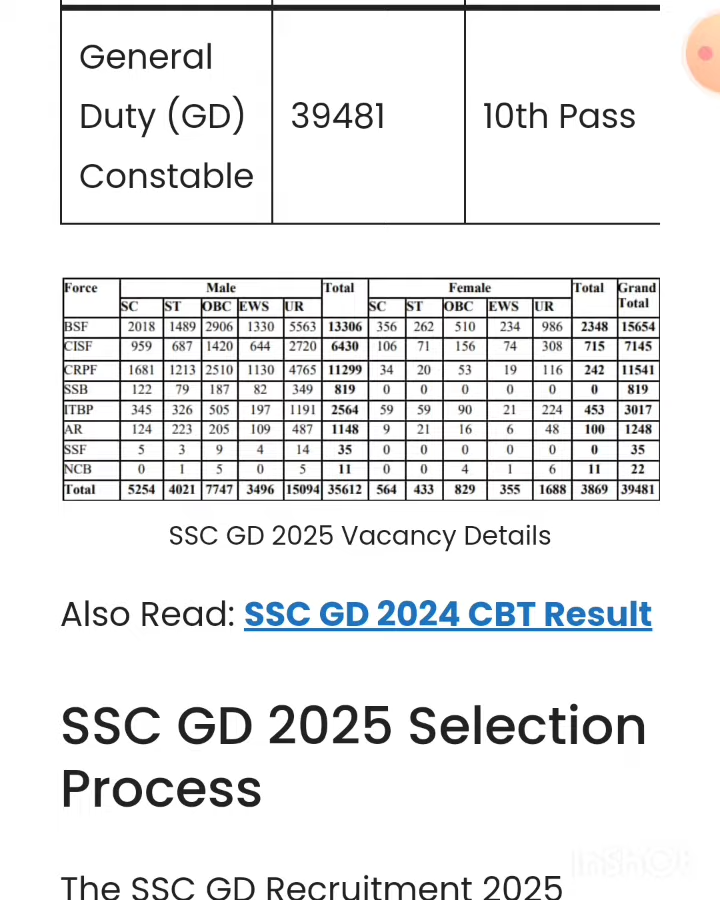 General
Duty (GD) 39481 10th Pass
Constable
Force Male Total Female Total Grand Total
SC ST OBC EWS UR SC ST OBC EWS UR
BSF 2018 1489 2906 1330 5563 13306 356 262 510 234 986 2348 15654
CISF 959 687 1420 644 2720 6430 106 71 156 74 308 715 7145
CRPF 1681 1213 2510 1130 4765 11299 34 20 53 19 116 242 11541
SSB 122 79 187 82 349 819 0 0 0 0 0 0 819
ITBP 345 326 505 197 1191 2564 59 59 90 21 224 453 3017
AR 124 223 205 109 487 1148 9 21 16 6 48 100 1248
SSF 5 3 9 4 14 35 0 0 0 0 0 0 35
NCB 0 1 5 0 5 11 0 0 4 1 6 11 22
Total 5254 4021 7747 3496 15094 35612 564 433 829 355 1688 3869 39481
SSC GD 2025 Vacancy Details
Also Read: SSC GD 2024 CBT Result
SSC GD 2025 Selection
Process
The SSC GD Recruitment 2025